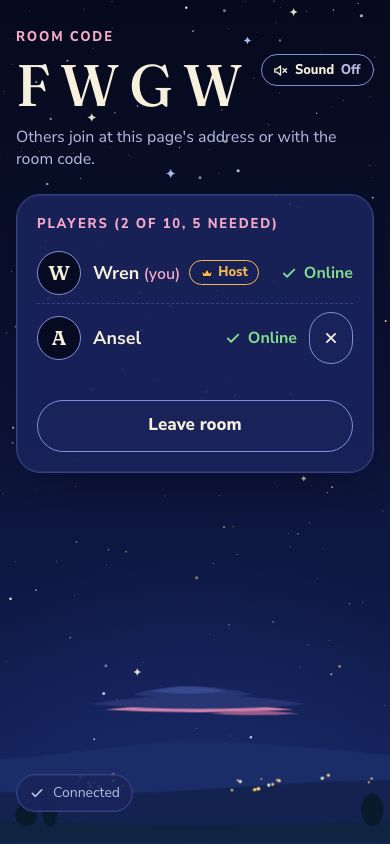 ROOM CODE
FWGW
Sound Off
Others join at this page's address or with the
room code.
PLAYERS (2 OF 10, 5 NEEDED)
W Wren (you) Host Online
A Ansel Online
Leave room
Connected